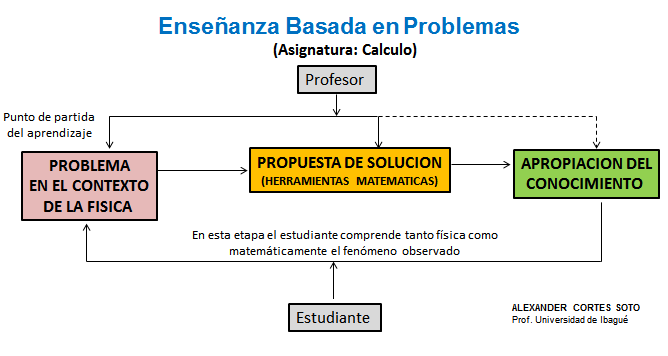 Enseñanza Basada en Problemas
(Asignatura: Calculo)
Profesor
Punto de partida
del aprendizaje
PROBLEMA
EN EL CONTEXTO
DE LA FISICA
PROPUESTA DE SOLUCION
(HERRAMIENTAS MATEMATICAS)
APROPIACION DEL
CONOCIMIENTO
En esta etapa el estudiante comprende tanto física como
matemáticamente el fenómeno observado
Estudiante
ALEXANDER CORTES SOTO
Prof. Universidad de Ibagué